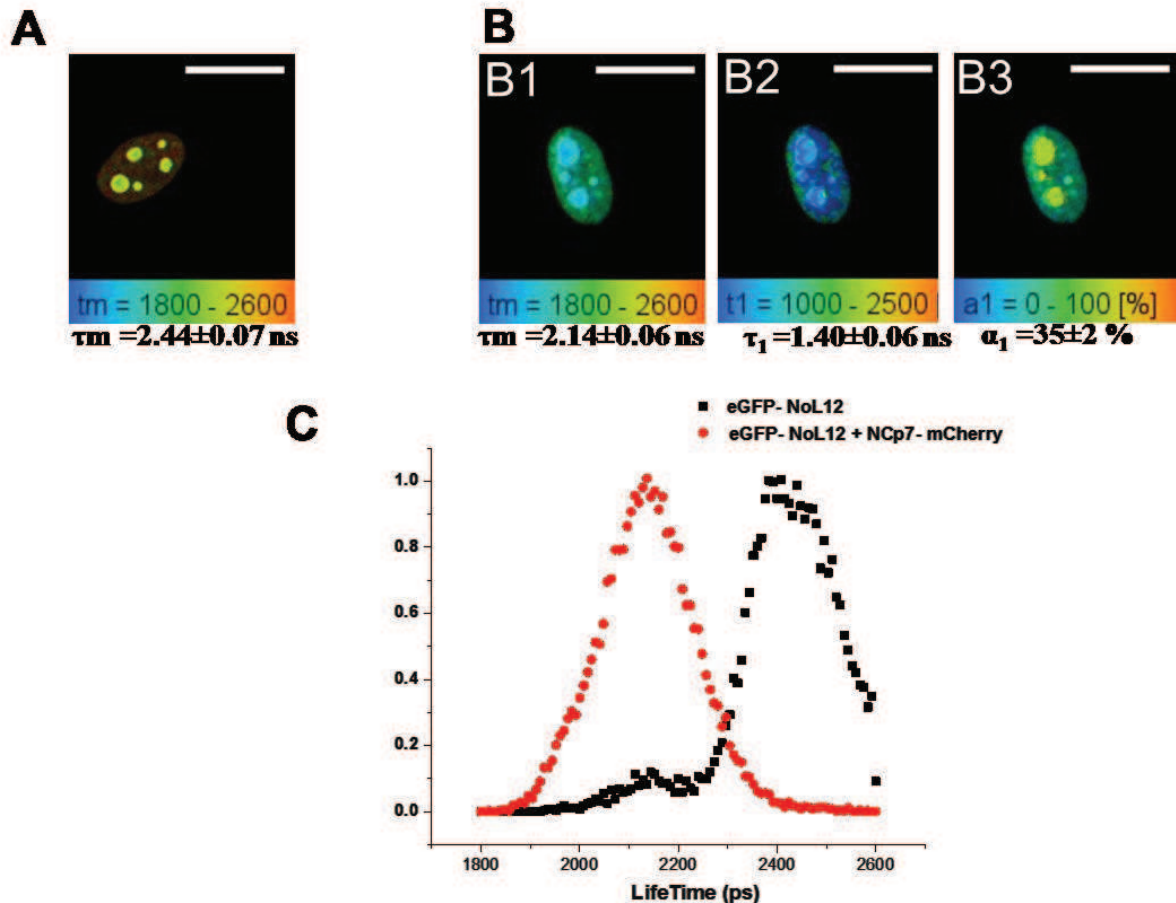 A
B
B1
B2
B3
tm = 1800 - 2600
tm = 1800 - 2600
t1 = 1000 - 2500
a1 = 0 - 100 [%]
τm =2.44±0.07 ns
τm =2.14±0.06 ns
τ₁ =1.40±0.06 ns
α₁ =35±2 %
C
eGFP- NoL12
eGFP- NoL12 + NCp7- mCherry
1.0
0.8
0.6
0.4
0.2
0.0
1800
2000
2200
2400
2600
LifeTime (ps)